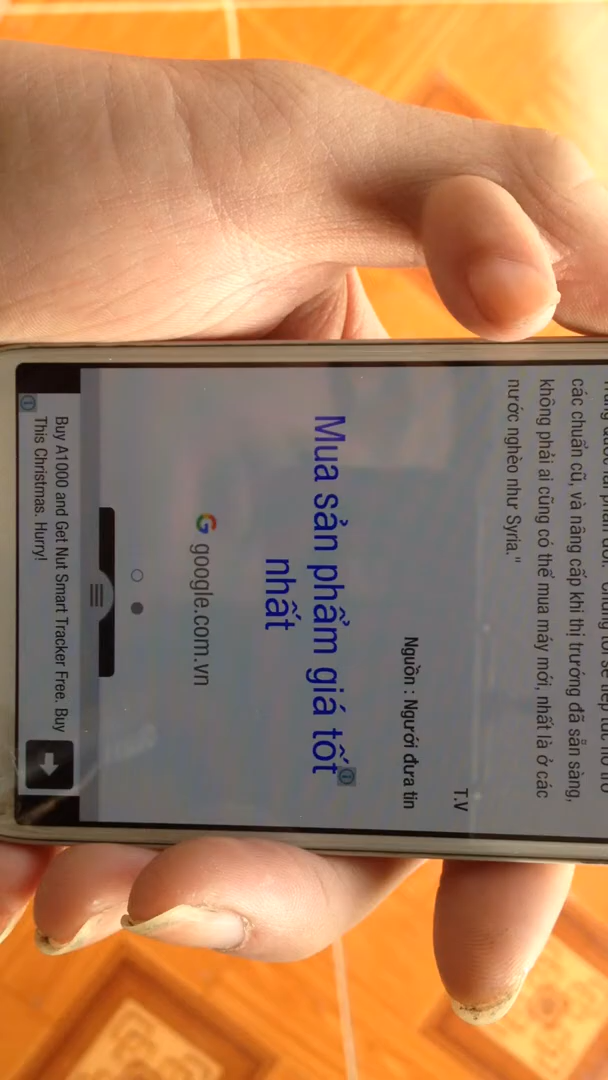 các chuẩn cũ, và nâng cấp khi thị trường đã sẵn sàng,
không phải ai cũng có thể mua máy mới, nhất là ở các
nước nghèo như Syria."
T.V
Nguồn : Người đưa tin
Mua sản phẩm giá tốt
nhất
google.com.vn
Buy A1000 and Get Nut Smart Tracker Free. Buy
This Christmas. Hurry!